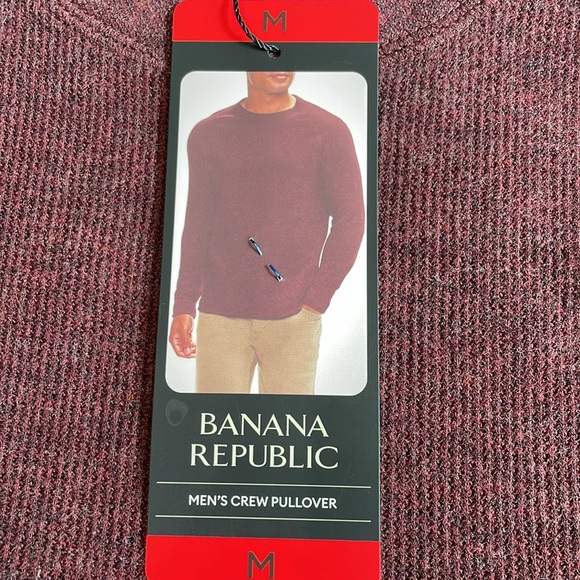 M
BANANA
REPUBLIC
MEN'S CREW PULLOVER
M